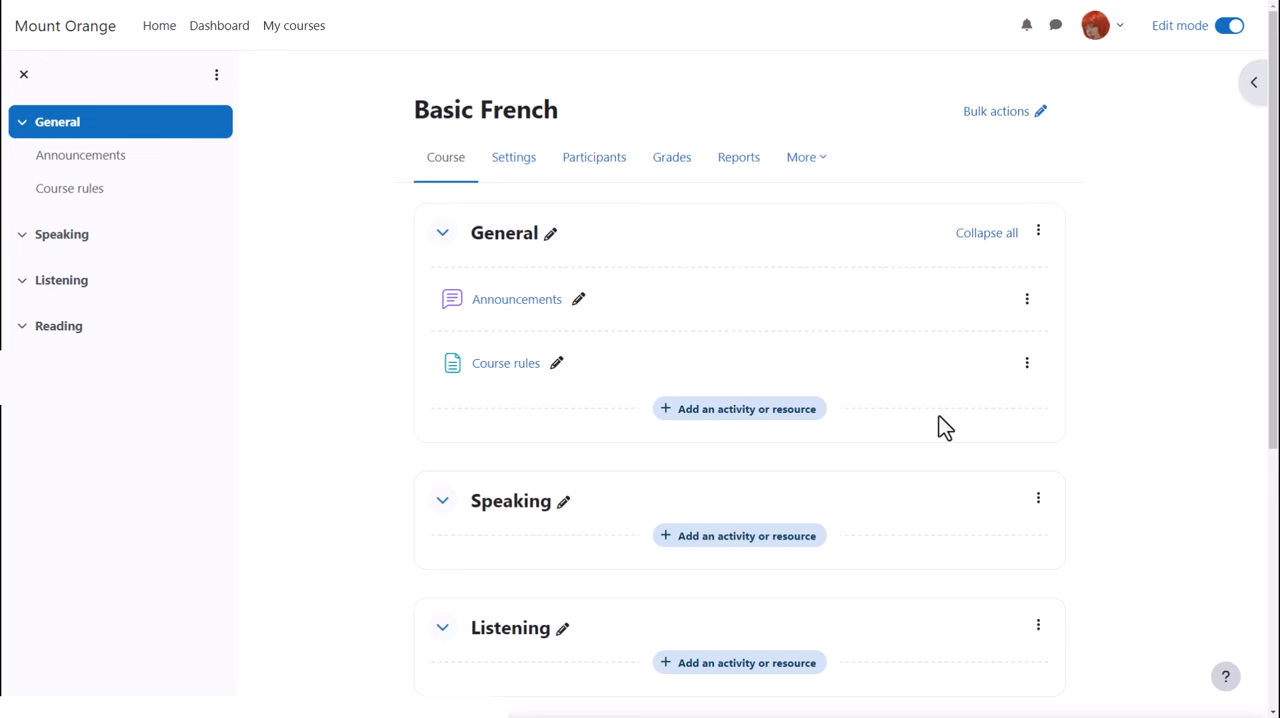 Mount Orange Home Dashboard My courses Edit mode
General
Announcements
Course rules
Speaking
Listening
Reading
Basic French
Bulk actions
Course Settings Participants Grades Reports More
General
Collapse all
Announcements
Course rules
+ Add an activity or resource
Speaking
+ Add an activity or resource
Listening
+ Add an activity or resource
?